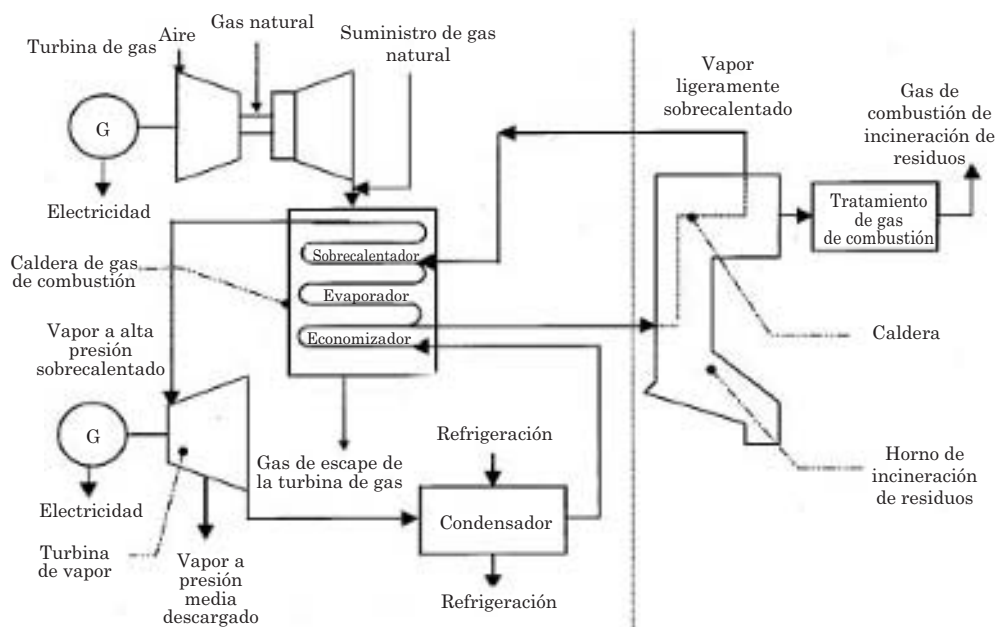 Gas natural
Turbina de gas
Aire
Suministro de gas
natural
G
Electricidad
Vapor
ligeramente
sobrecalentado
Gas de
combustión de
incineración de
residuos
Tratamiento
de gas
de combustión
Caldera de gas
de combustión
Sobrecalentador
Evaporador
Economizador
Caldera
Vapor a alta
presión
sobrecalentado
G
Electricidad
Turbina
de vapor
Vapor a
presión
media
descargado
Gas de escape de
la turbina de gas
Refrigeración
Condensador
Refrigeración
Horno de
incineración
de residuos